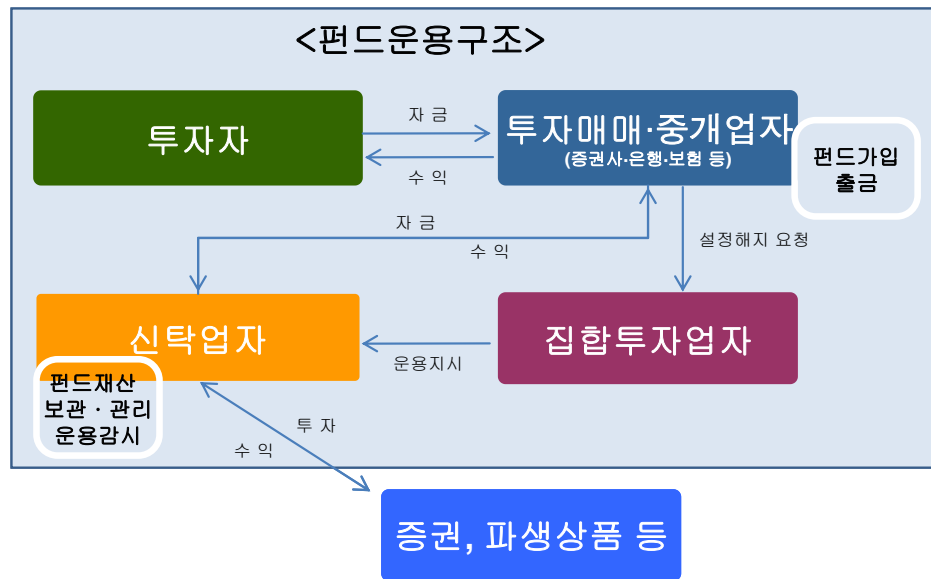 <펀드운용구조>
투자자
자 금
수 익
투자매매·중개업자
(증권사·은행·보험 등)
펀드가입
출금
자 금
수 익
설정해지 요청
신탁업자
운용지시
집합투자업자
펀드재산
보관 · 관리
운용감시
투 자
수 익
증권, 파생상품 등